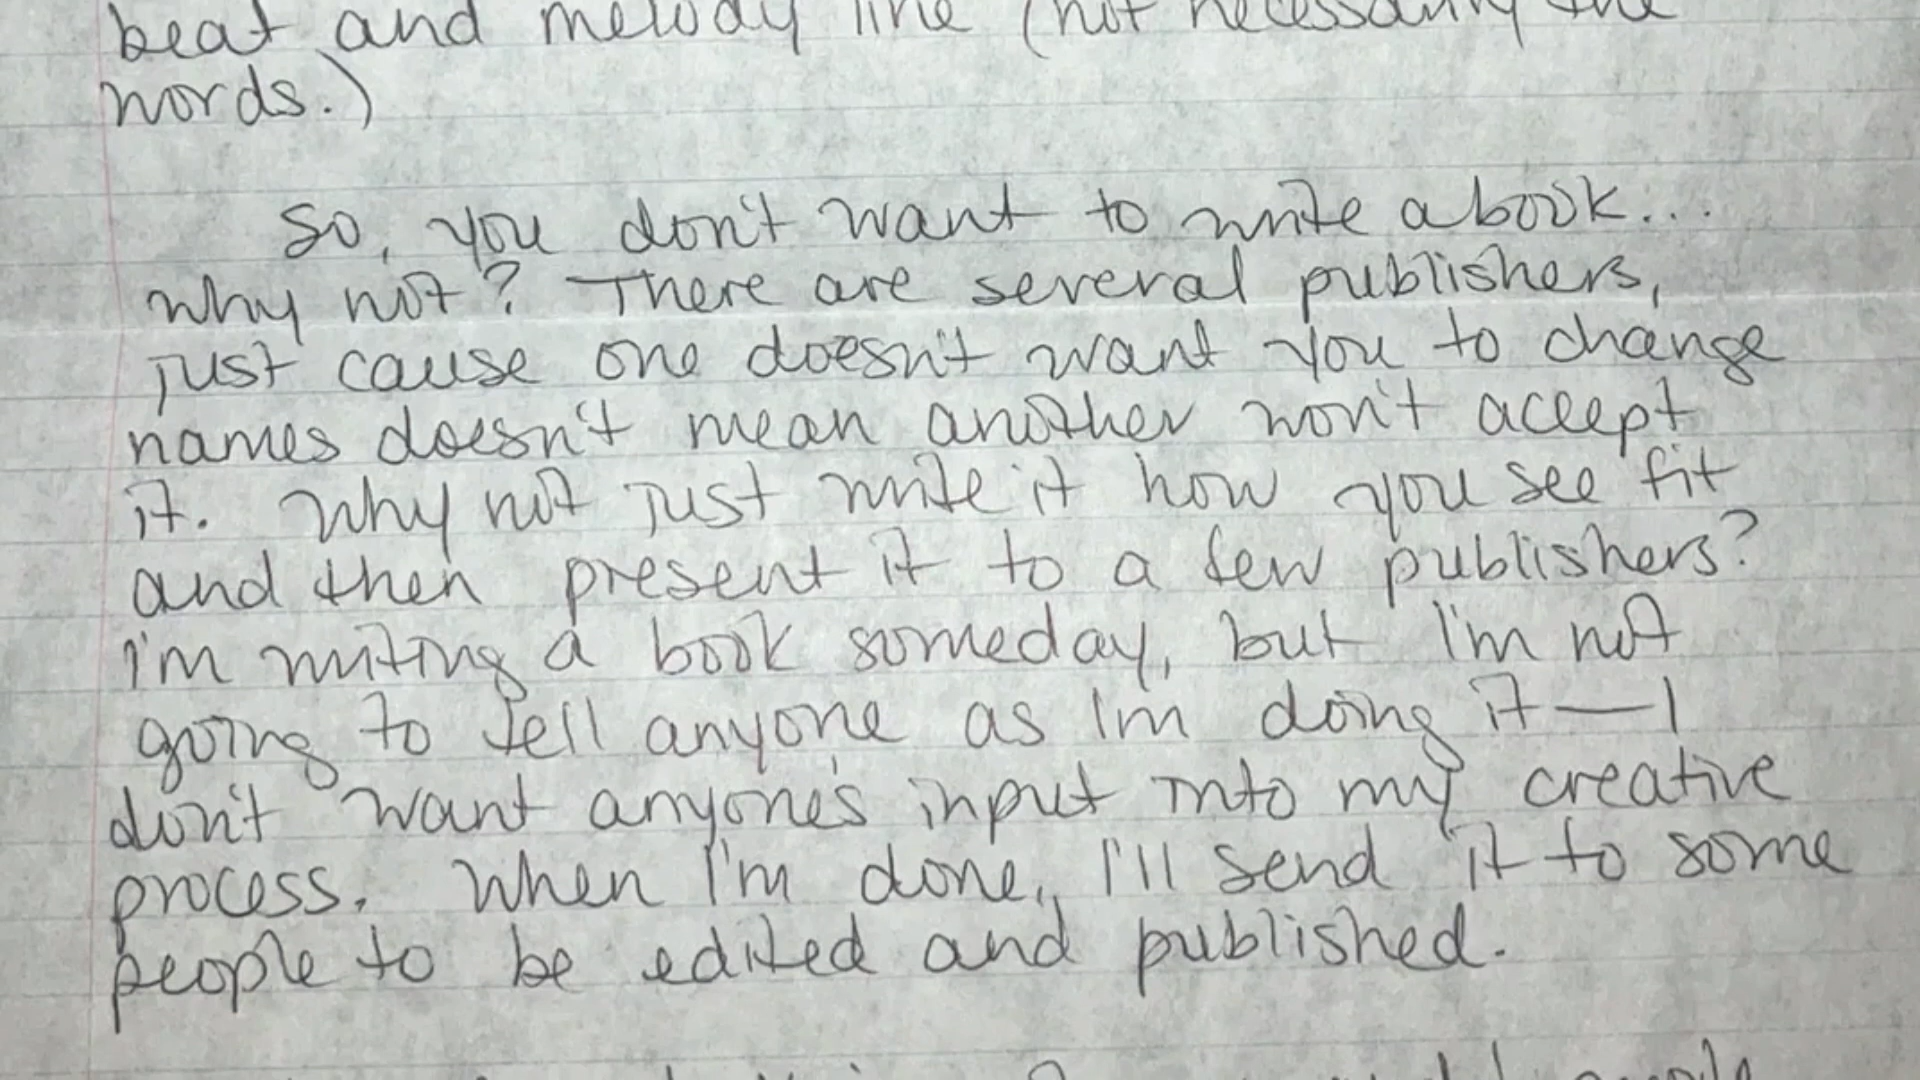 beat and melody line (not necessarily the
words.)
So, you don't want to write a book...
Why not? There are several publishers,
just cause one doesn't want you to change
names doesn't mean another won't accept
it. Why not just write it how you see fit
and then present it to a few publishers?
I'm writing a book someday, but I'm not
going to tell anyone as Im doing it—I
don't want anyone's input into my creative
process. When I'm done, I'll send it to some
people to be edited and published.